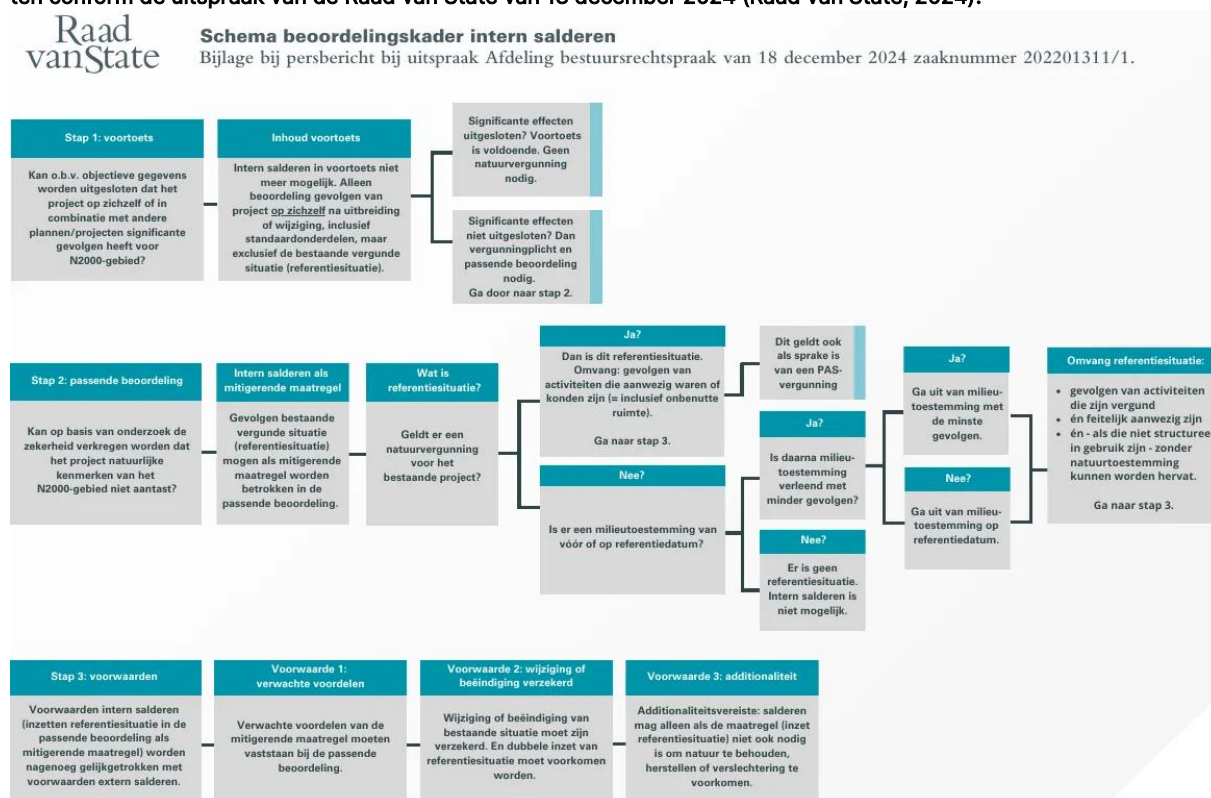 ten conform de uitspraak van de Raad van State van 18 december 2024 (Raad van State, 2024).
Raad
vanState
Schema beoordelingskader intern salderen
Bijlage bij persbericht bij uitspraak Afdeling bestuursrechtspraak van 18 december 2024 zaaknummer 202201311/1.
Stap 1: voortoets
Kan o.b.v. objectieve gegevens
worden uitgesloten dat het
project op zichzelf of in
combinatie met andere
plannen/projecten significante
gevolgen heeft voor
N2000-gebied?
Inhoud voortoets
Intern salderen in voortoets niet
meer mogelijk. Alleen
beoordeling gevolgen van
project op zichzelf na uitbreiding
of wijziging, inclusief
standaardonderdelen, maar
exclusief de bestaande vergunde
situatie (referentiesituatie).
Significante effecten
uitgesloten? Voortoets
is voldoende. Geen
natuurvergunning
nodig.
Significante effecten
niet uitgesloten? Dan
vergunningplicht en
passende beoordeling
nodig.
Ga door naar stap 2.
Stap 2: passende beoordeling
Kan op basis van onderzoek de
zekerheid verkregen worden dat
het project natuurlijke
kenmerken van het
N2000-gebied niet aantast?
Intern salderen als
mitigerende maatregel
Gevolgen bestaande
vergunde situatie
(referentiesituatie)
mogen als mitigerende
maatregel worden
betrokken in de
passende beoordeling.
Wat is
referentiesituatie?
Geldt er een
natuurvergunning
voor het
bestaande project?
Ja?
Dan is dit referentiesituatie.
Omvang: gevolgen van
activiteiten die aanwezig waren of
konden zijn (= inclusief onbenutte
ruimte).
Ga naar stap 3.
Nee?
Is er een milieutoestemming van
vóór of op referentiedatum?
Dit geldt ook
als sprake is
van een PAS-
vergunning
Ja?
Is daarna milieu-
toestemming
verleend met
minder gevolgen?
Nee?
Er is geen
referentiesituatie.
Intern salderen is
niet mogelijk.
Ja?
Ga uit van milieu-
toestemming met
de minste
gevolgen.
Nee?
Ga uit van milieu-
toestemming op
referentiedatum.
Omvang referentiesituatie:
• gevolgen van activiteiten
die zijn vergund
• én feitelijk aanwezig zijn
• én - als die niet structuree
in gebruik zijn - zonder
natuurtoestemming
kunnen worden hervat.
Ga naar stap 3.
Stap 3: voorwaarden
Voorwaarden intern salderen
(inzetten referentiesituatie in de
passende beoordeling als
mitigerende maatregel) worden
nagenoeg gelijkgetrokken met
voorwaarden extern salderen.
Voorwaarde 1:
verwachte voordelen
Verwachte voordelen van de
mitigerende maatregel moeten
vaststaan bij de passende
beoordeling.
Voorwaarde 2: wijziging of
beëindiging verzekerd
Wijziging of beëindiging van
bestaande situatie moet zijn
verzekerd. En dubbele inzet van
referentiesituatie moet voorkomen
worden.
Voorwaarde 3: additionaliteit
Additionaliteitsvereiste: salderen
mag alleen als de maatregel (inzet
referentiesituatie) niet ook nodig
is om natuur te behouden,
herstellen of verslechtering te
voorkomen.